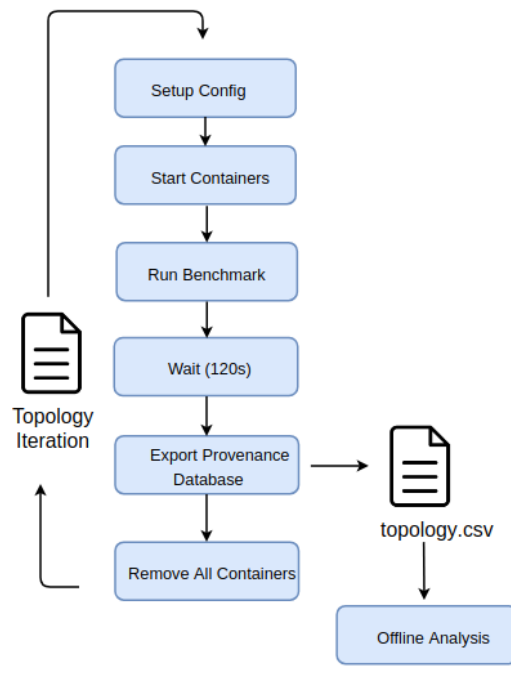 Setup Config
Start Containers
Run Benchmark
Wait (120s)
Topology
Iteration
Export Provenance
Database
topology.csv
Remove All Containers
Offline Analysis